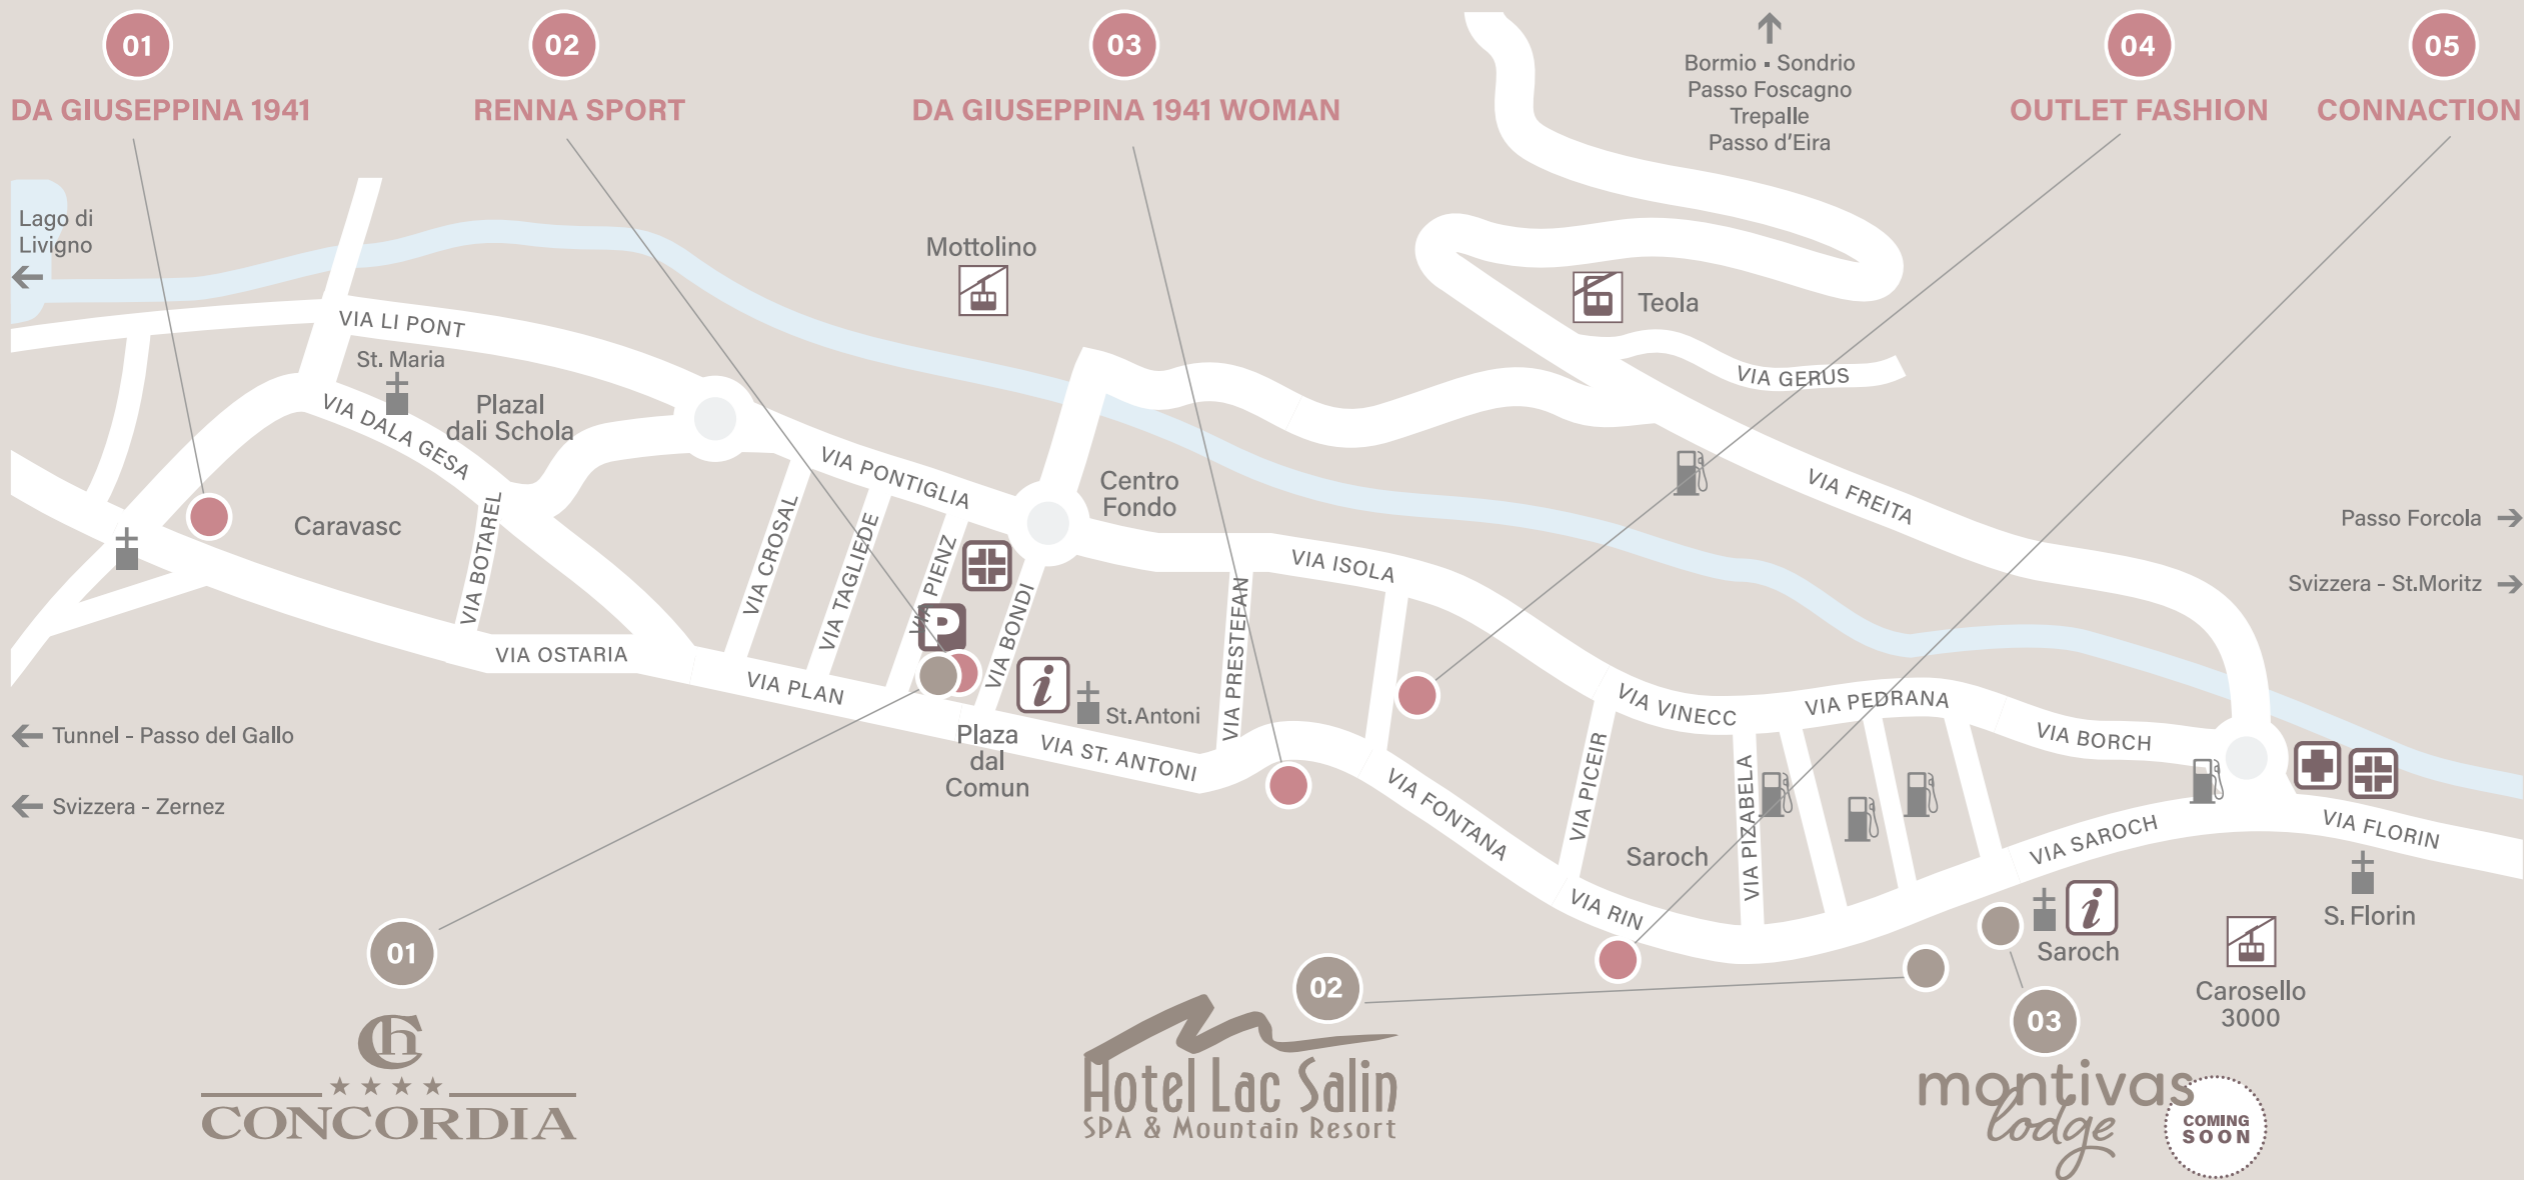 01
DA GIUSEPPINA 1941
02
RENNA SPORT
03
DA GIUSEPPINA 1941 WOMAN
04
OUTLET FASHION
05
CONNACTION
Bormio ▪ Sondrio
Passo Foscagno
Trepalle
Passo d'Eira
Lago di
Livigno
Mottolino
Teola
VIA LI PONT
St. Maria
VIA DALA GESA
Plazal
dali Schola
VIA GERUS
VIA PONTIGLIA
Centro
Fondo
VIA FREITA
Passo Forcola
Svizzera - St.Moritz
Caravasc
VIA BOTAREL
VIA CROSAL
VIA TAGLIEDE
VIA PIENZ
P
VIA BONDI
VIA ISOLA
VIA PRESTEFAN
VIA OSTARIA
VIA PLAN
i
St. Antoni
Plaza
dal
Comun
VIA ST. ANTONI
VIA VINECC
VIA PEDRANA
VIA BORCH
VIA PICEIR
VIA PIZABELA
VIA FONTANA
Saroch
VIA RIN
VIA SAROCH
VIA FLORIN
Tunnel - Passo del Gallo
Svizzera - Zernez
S. Florin
i
Saroch
Carosello
3000
01
Ch
CONCORDIA
02
Hotel Lac Salin
SPA & Mountain Resort
03
montivas
lodge
COMING
SOON